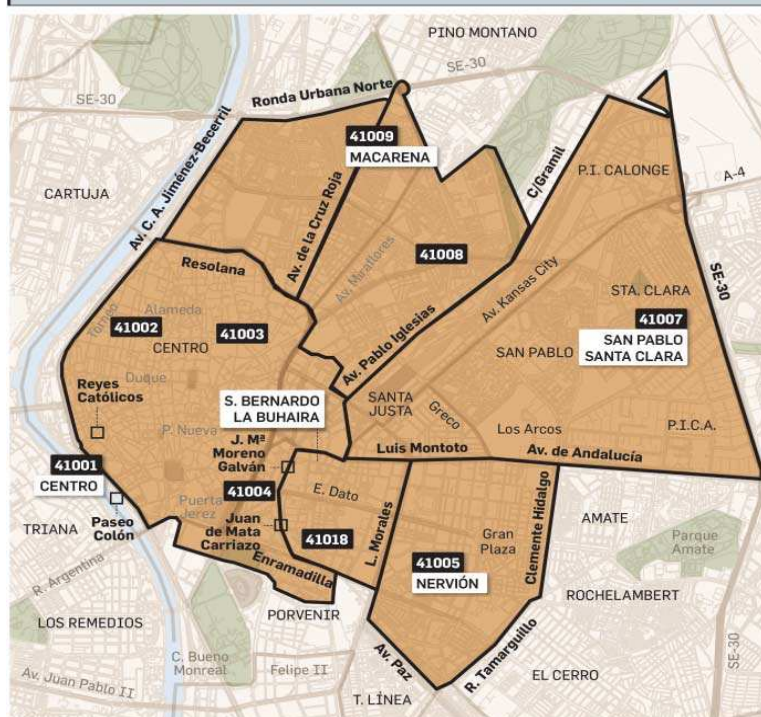 PINO MONTANO
SE-30
SE-30
Ronda Urbana Norte
41009
MACARENA
Av. C. A. Jiménez-Becerril
CARTUJA
Av. de la Cruz Roja
C/Gramil
P.I. CALONGE
A-4
Resolana
Av. Miraflores
41008
Av. Kansas City
SE-30
STA. CLARA
41007
SAN PABLO
SANTA CLARA
Torneo
Alameda
41002
41003
CENTRO
Av. Pablo Iglesias
SAN PABLO
Duque
Reyes
Católicos
S. BERNARDO
LA BUHAIRA
SANTA
JUSTA
Greco
Los Arcos
P.I.C.A.
P. Nueva
J. Mª
Moreno
Galván
Luis Montoto
Av. de Andalucía
41001
CENTRO
41004
Puerta
Jerez
E. Dato
L. Morales
Clemente Hidalgo
AMATE
Parque
Amate
TRIANA
Paseo
Colón
Juan
de Mata
Carriazo
41018
Gran
Plaza
41005
NERVIÓN
R. Argentina
Enramadilla
ROCHELAMBERT
LOS REMEDIOS
PORVENIR
C. Bueno
Monreal
Felipe II
Av. Paz
R. Tamarguillo
EL CERRO
SE-30
Av. Juan Pablo II
T. LÍNEA